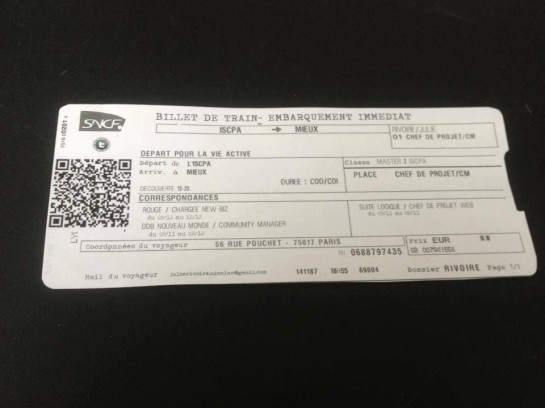 BILLET DE TRAIN- EMBARQUEMENT IMMEDIAT
SNCF
ISCPA → MIEUX
RIVOIRE/JULIE
01 CHEF DE PROJET/CM
DEPART POUR LA VIE ACTIVE
Départ de L'ISCPA
Arriv. à MIEUX
Classe MASTER 2 ISCPA
PLACE CHEF DE PROJET/CM
DUREE : CDD/CDI
DECOUVERTE 12-25
CORRESPONDANCES
ROUGE / CHARGEE NEW BIZ
SUITE LOGIQUE / CHEF DE PROJET WEB
DDB NOUVEAU MONDE / COMMUNITY MANAGER
Coordonnées du voyageur 56 RUE POUCHET - 75017 PARIS
TEL 0688797435
Prix EUR **
Mail du voyageur
141187 16:55 69004
Dossier RIVOIRE Page 1/1